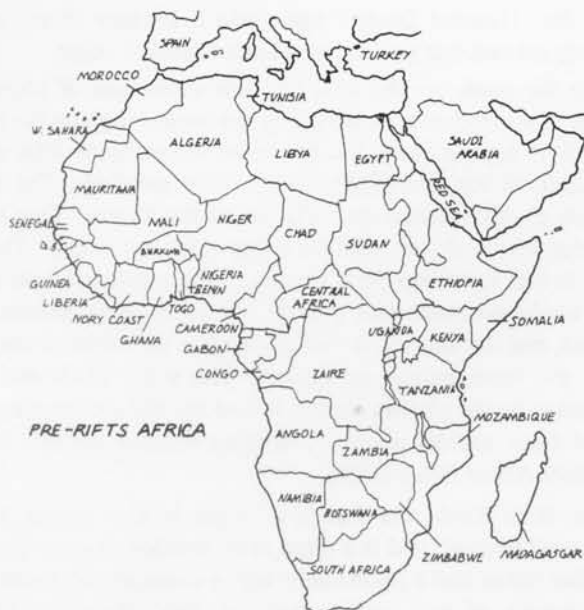 SPAIN
TURKEY
MOROCCO
TUNISIA
W. SAHARA
ALGERIA
LIBYA
EGYPT
SAUDI
ARABIA
RED SEA
MAURITANIA
MALI
NIGER
CHAD
SUDAN
SENEGAL
G.B.
BURKINA
NIGERIA
BENIN
GUINEA
LIBERIA
IVORY COAST
GHANA
TOGO
CENTRAL
AFRICA
ETHIOPIA
CAMEROON
UGANDA
KENYA
SOMALIA
GABON
CONGO
ZAIRE
TANZANIA
PRE-RIFTS AFRICA
ANGOLA
ZAMBIA
MOZAMBIQUE
NAMIBIA
BOTSWANA
ZIMBABWE
MADAGASGAR
SOUTH AFRICA